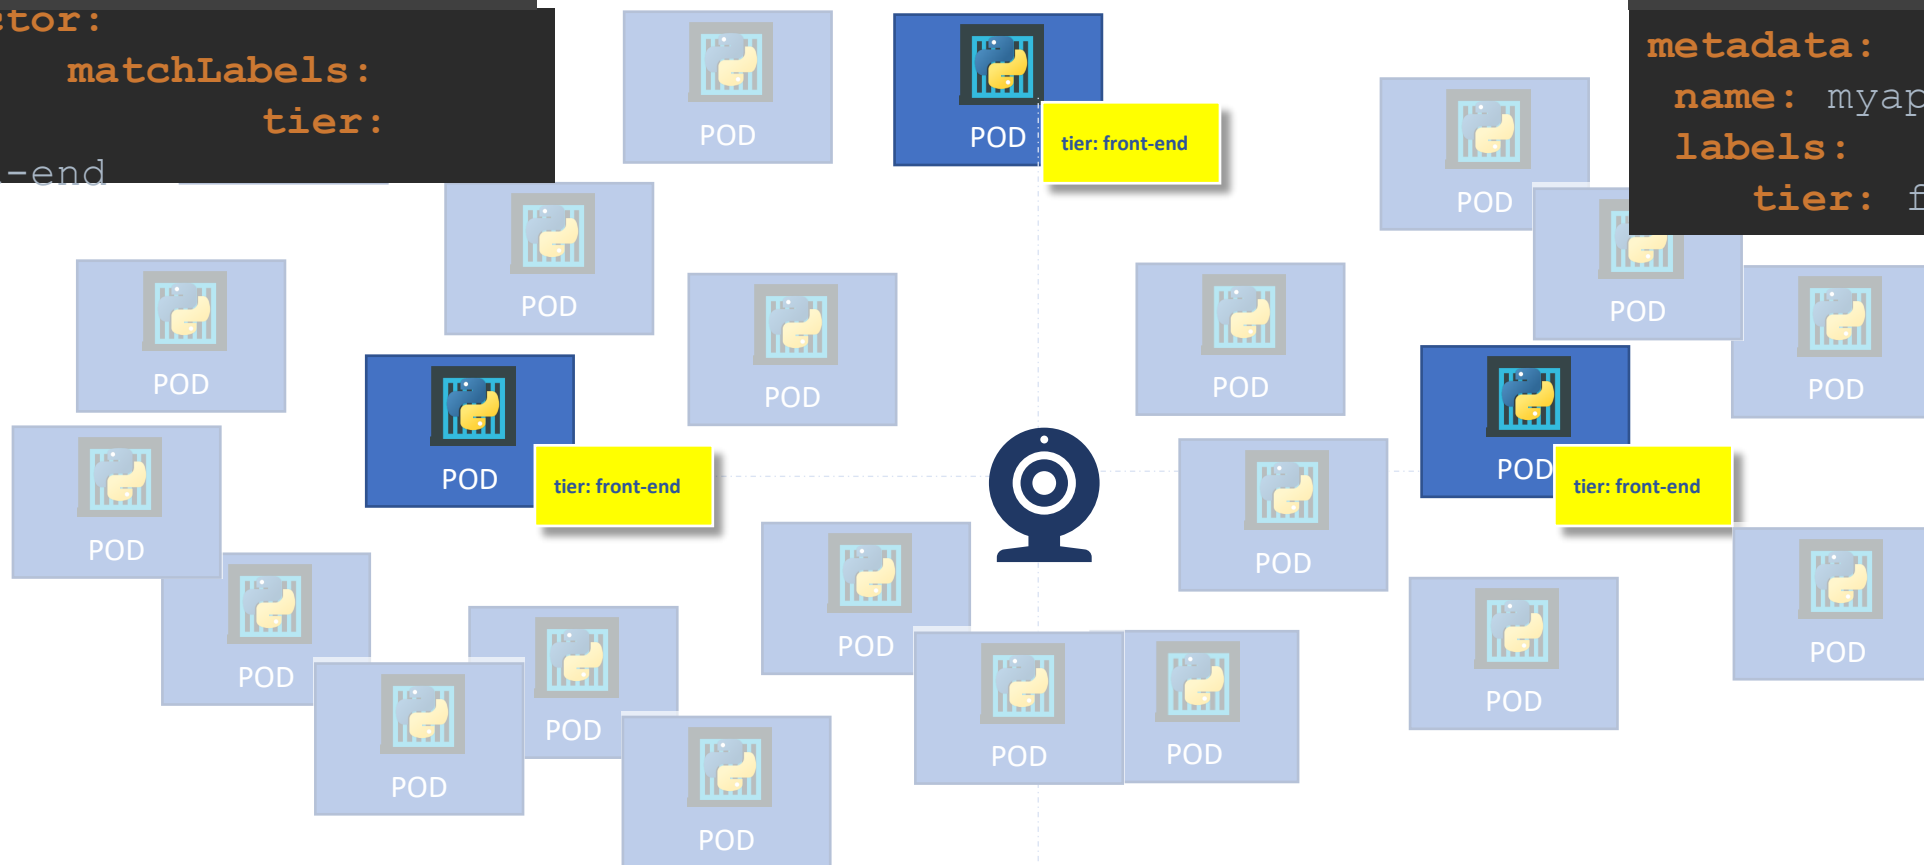 tor:
matchLabels:
tier:
-end
metadata:
name: myap
labels:
tier: f
POD
POD
tier: front-end
POD
POD
POD
POD
POD
POD
POD
POD
POD
tier: front-end
POD
tier: front-end
POD
POD
POD
POD
POD
POD
POD
POD
POD
POD
POD